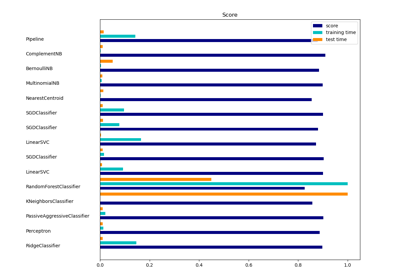 Score
score
training time
test time
Pipeline
ComplementNB
BernoulliNB
MultinomialNB
NearestCentroid
SGDClassifier
SGDClassifier
LinearSVC
SGDClassifier
LinearSVC
RandomForestClassifier
KNeighborsClassifier
PassiveAggressiveClassifier
Perceptron
RidgeClassifier
0.0 0.2 0.4 0.6 0.8 1.0